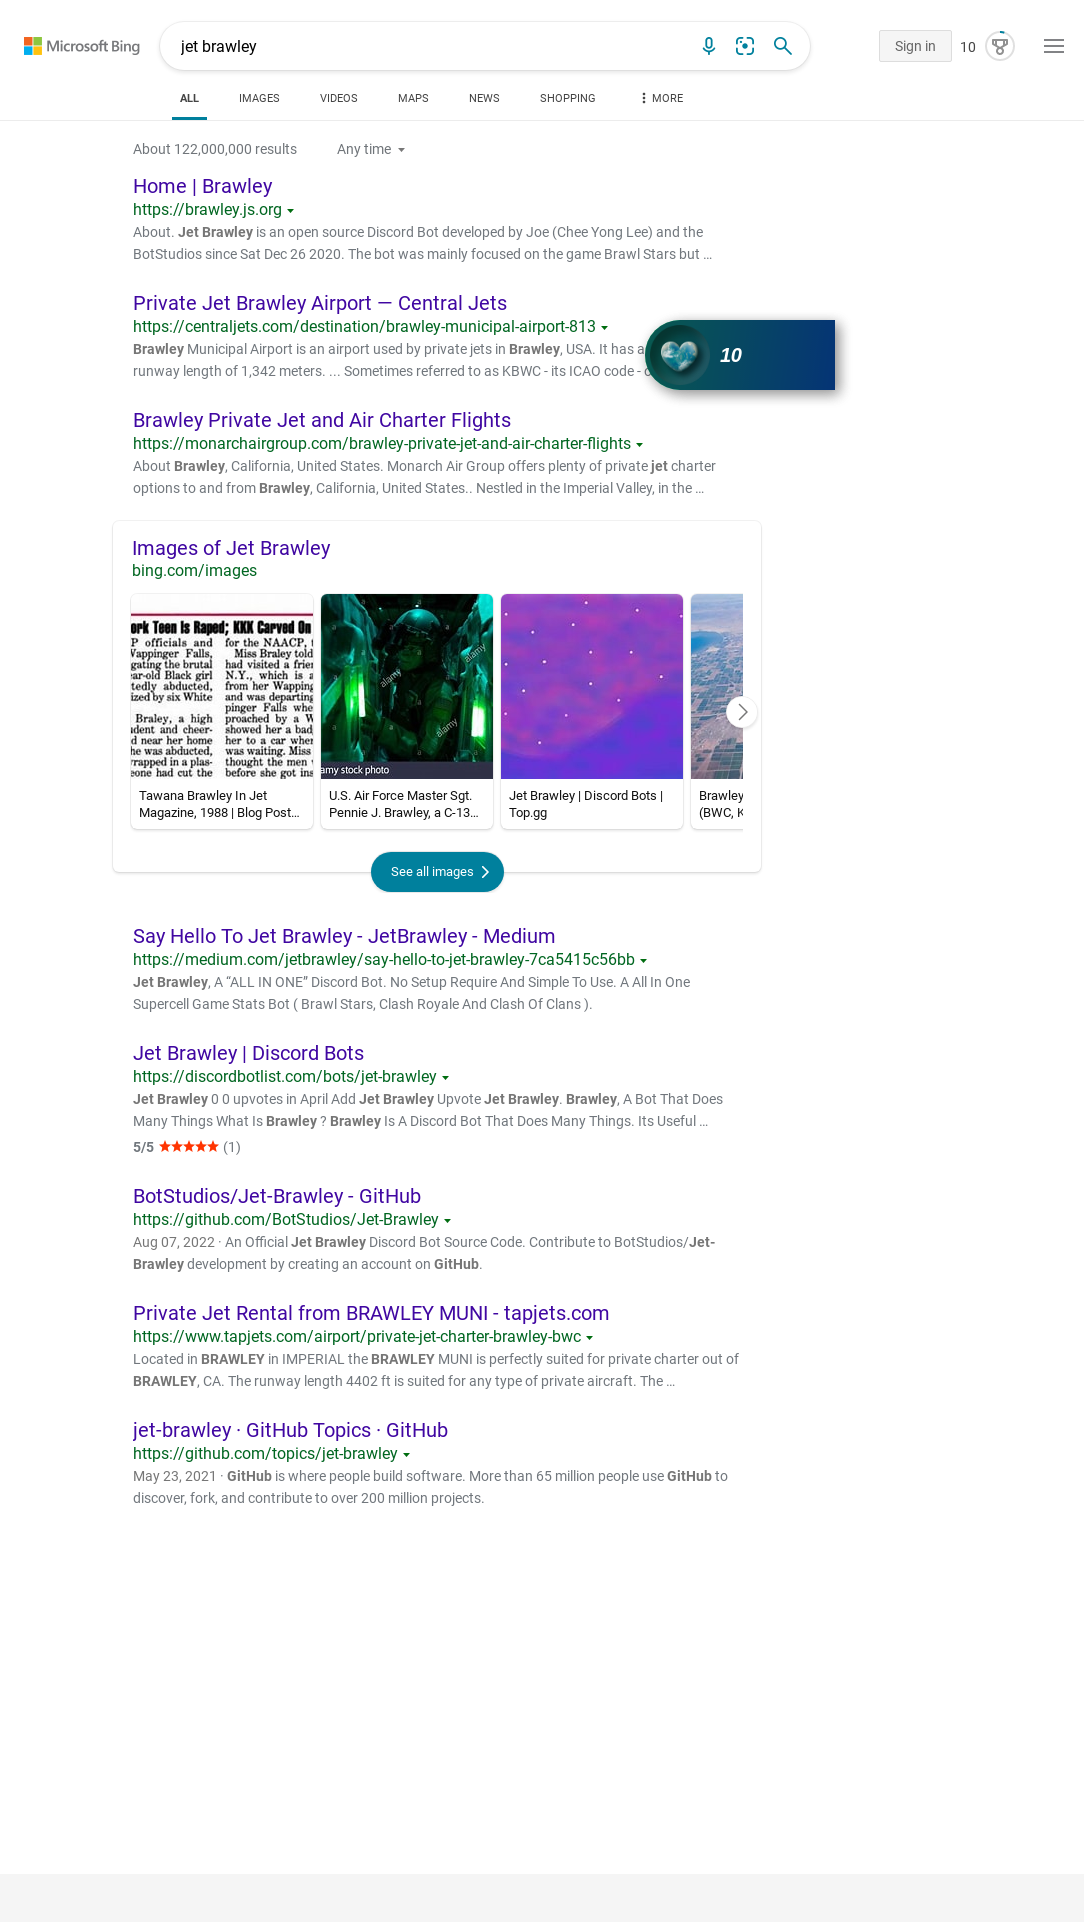 Microsoft Bing
jet brawley
Sign in
10
ALL
IMAGES
VIDEOS
MAPS
NEWS
SHOPPING
MORE
About 122,000,000 results
Any time
Home | Brawley
https://brawley.js.org
About. Jet Brawley is an open source Discord Bot developed by Joe (Chee Yong Lee) and the
BotStudios since Sat Dec 26 2020. The bot was mainly focused on the game Brawl Stars but …
Private Jet Brawley Airport — Central Jets
https://centraljets.com/destination/brawley-municipal-airport-813
Brawley Municipal Airport is an airport used by private jets in Brawley, USA. It has a
runway length of 1,342 meters. ... Sometimes referred to as KBWC - its ICAO code -
10
Brawley Private Jet and Air Charter Flights
https://monarchairgroup.com/brawley-private-jet-and-air-charter-flights
About Brawley, California, United States. Monarch Air Group offers plenty of private jet charter
options to and from Brawley, California, United States.. Nestled in the Imperial Valley, in the …
Images of Jet Brawley
bing.com/images
ork Teen Is Raped; KKK Carved On
P officials and
Vappinger Falls,
gating the brutal
ear-old Black girl
tedly abducted,
ized by six White
Braley, a high
udent and cheer-
d near her home
he was abducted,
wrapped in a plas-
eone had cut the
for the NAACP,
Miss Braley told
had visited a frie
N.Y., which is a
from her Wapping
and was departing
pinger Falls whe
proached by a W
showed her a bad
her to a car when
was waiting. Miss
thought the men
before she got ins
alamy
alamy
alamy
amy stock photo
Tawana Brawley In Jet
Magazine, 1988 | Blog Post…
U.S. Air Force Master Sgt.
Pennie J. Brawley, a C-13…
Jet Brawley | Discord Bots |
Top.gg
Brawley
(BWC, K
See all images
Say Hello To Jet Brawley - JetBrawley - Medium
https://medium.com/jetbrawley/say-hello-to-jet-brawley-7ca5415c56bb
Jet Brawley, A “ALL IN ONE” Discord Bot. No Setup Require And Simple To Use. A All In One
Supercell Game Stats Bot ( Brawl Stars, Clash Royale And Clash Of Clans ).
Jet Brawley | Discord Bots
https://discordbotlist.com/bots/jet-brawley
Jet Brawley 0 0 upvotes in April Add Jet Brawley Upvote Jet Brawley. Brawley, A Bot That Does
Many Things What Is Brawley ? Brawley Is A Discord Bot That Does Many Things. Its Useful …
5/5 (1)
BotStudios/Jet-Brawley - GitHub
https://github.com/BotStudios/Jet-Brawley
Aug 07, 2022 · An Official Jet Brawley Discord Bot Source Code. Contribute to BotStudios/Jet-
Brawley development by creating an account on GitHub.
Private Jet Rental from BRAWLEY MUNI - tapjets.com
https://www.tapjets.com/airport/private-jet-charter-brawley-bwc
Located in BRAWLEY in IMPERIAL the BRAWLEY MUNI is perfectly suited for private charter out of
BRAWLEY, CA. The runway length 4402 ft is suited for any type of private aircraft. The …
jet-brawley · GitHub Topics · GitHub
https://github.com/topics/jet-brawley
May 23, 2021 · GitHub is where people build software. More than 65 million people use GitHub to
discover, fork, and contribute to over 200 million projects.